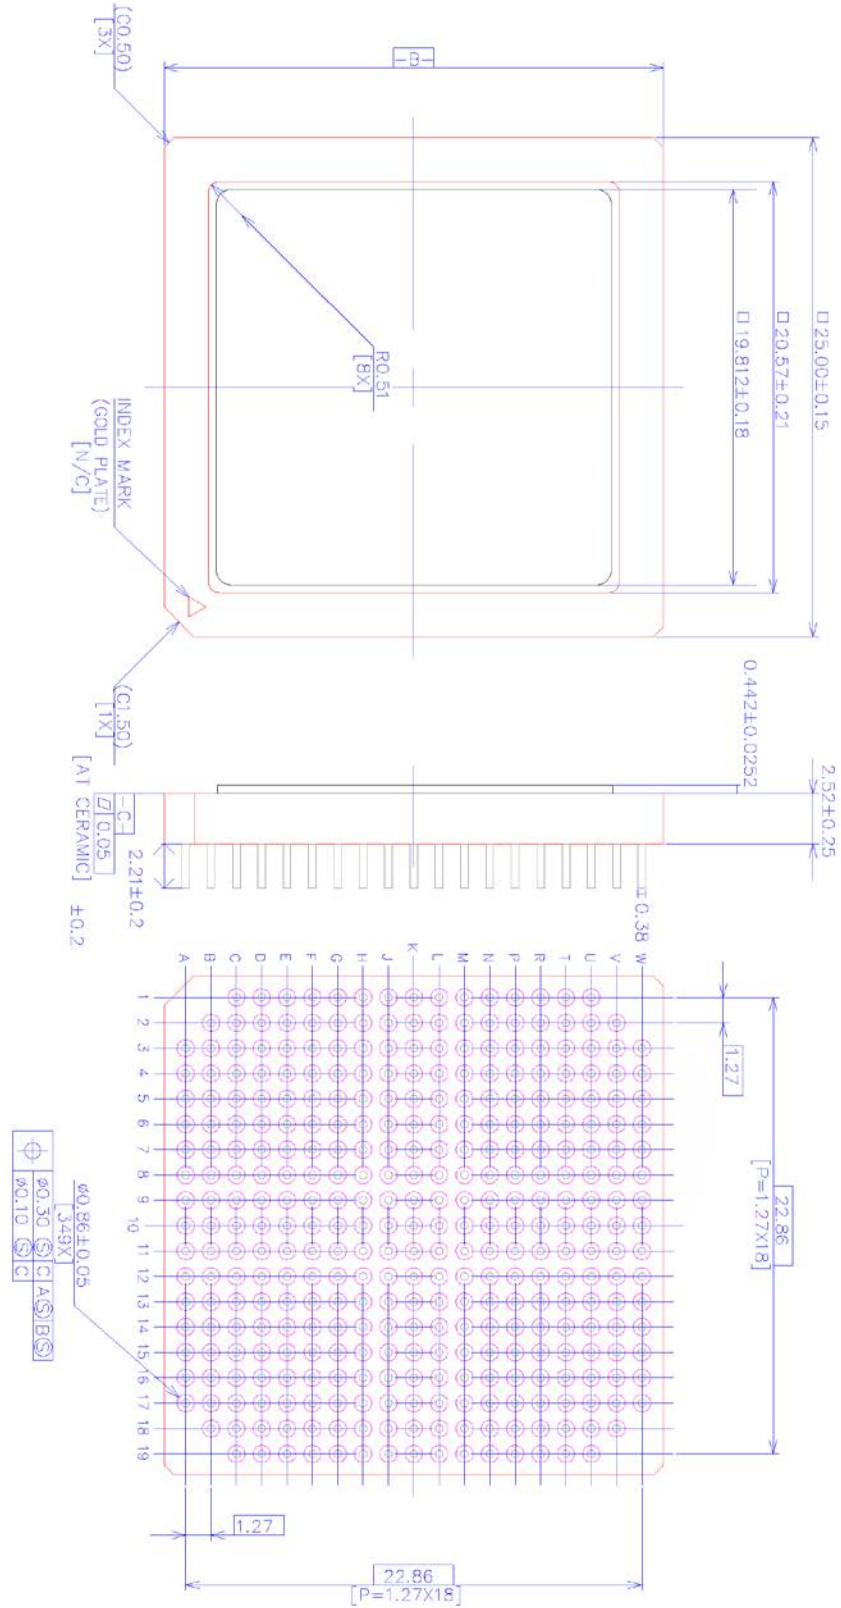 (C0.50)
[3X]
-B-
□25.00±0.15
□20.57±0.21
□19.812±0.18
R0.51
[8X]
INDEX MARK
(GOLD PLATE)
[N/C]
(C1.50)
[1X]
0.442±0.0252
2.52±0.25
-C-
⏥ 0.05
[AT CERAMIC]
2.21±0.2
±0.2
0.38
A B C D E F G H J K L M N P R T U V W
1
2
3
4
5
6
7
8
9
10
11
12
13
14
15
16
17
18
19
1.27
22.86
[P=1.27X18]
ø0.86±0.05
[349X]
⌖ ø0.30 Ⓢ C AⓈ BⓈ
ø0.10 Ⓢ C
1.27
22.86
[P=1.27X18]